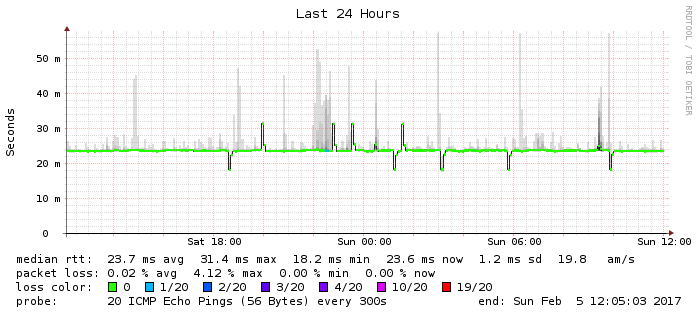 Last 24 Hours
RRDTOOL / TOBI OETIKER
Seconds
50 m
40 m
30 m
20 m
10 m
0
Sat 18:00 Sun 00:00 Sun 06:00 Sun 12:00
median rtt: 23.7 ms avg 31.4 ms max 18.2 ms min 23.6 ms now 1.2 ms sd 19.8 am/s
packet loss: 0.02 % avg 4.12 % max 0.00 % min 0.00 % now
loss color: 0 1/20 2/20 3/20 4/20 10/20 19/20
probe: 20 ICMP Echo Pings (56 Bytes) every 300s end: Sun Feb 5 12:05:03 2017